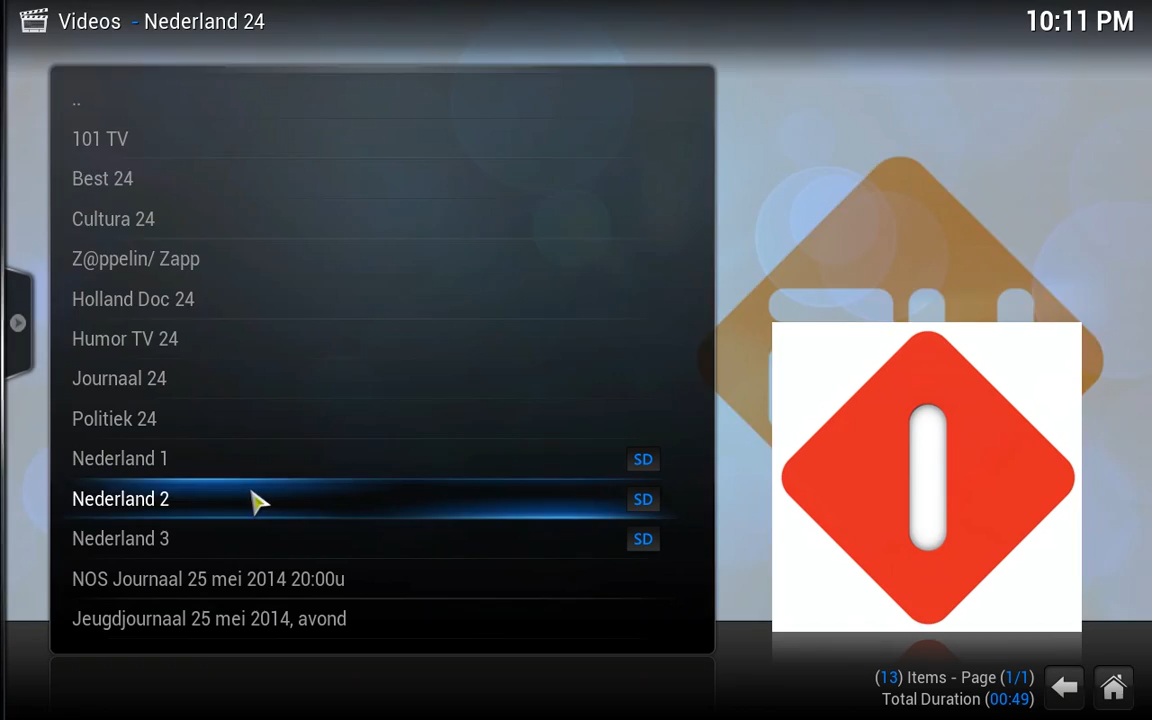 Videos - Nederland 24
10:11 PM
..
101 TV
Best 24
Cultura 24
Z@ppelin/ Zapp
Holland Doc 24
Humor TV 24
Journaal 24
Politiek 24
Nederland 1 SD
Nederland 2 SD
Nederland 3 SD
NOS Journaal 25 mei 2014 20:00u
Jeugdjournaal 25 mei 2014, avond
(13) Items - Page (1/1)
Total Duration (00:49)